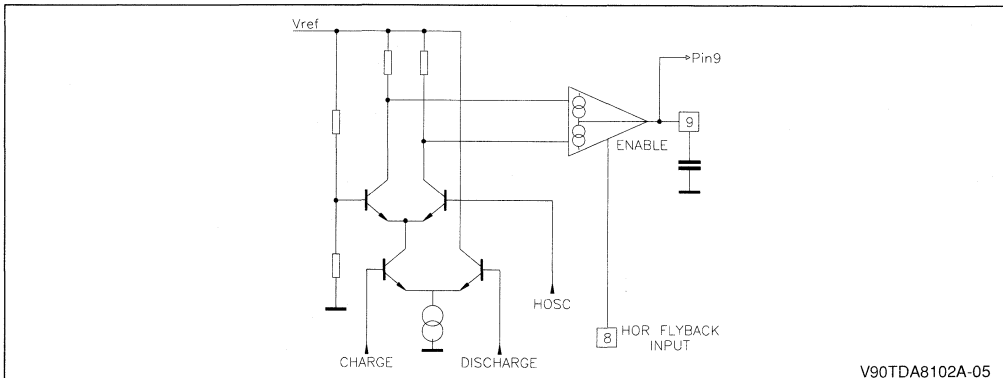 Vref
Pin9
9
ENABLE
HOSC
8
HOR FLYBACK
INPUT
CHARGE
DISCHARGE
V90TDA8102A-05